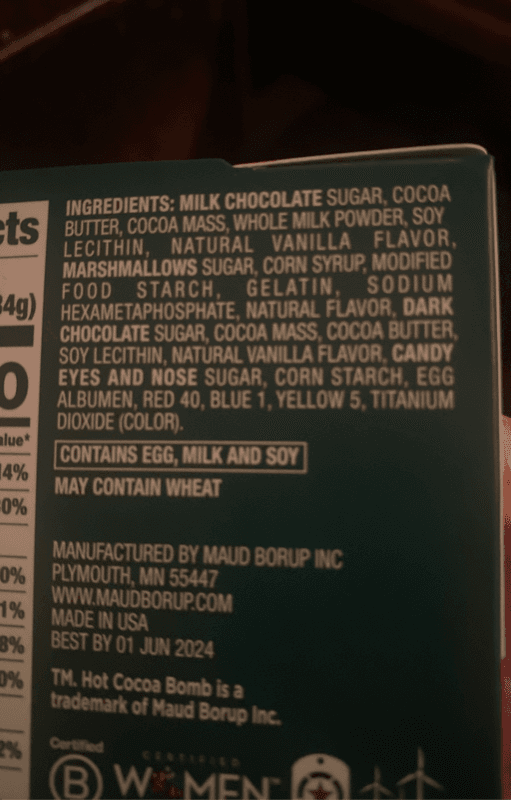 cts
34g)
0
alue*
4%
0%
0%
1%
8%
0%
2%
INGREDIENTS: MILK CHOCOLATE SUGAR, COCOA
BUTTER, COCOA MASS, WHOLE MILK POWDER, SOY
LECITHIN, NATURAL VANILLA FLAVOR,
MARSHMALLOWS SUGAR, CORN SYRUP, MODIFIED
FOOD STARCH, GELATIN, SODIUM
HEXAMETAPHOSPHATE, NATURAL FLAVOR, DARK
CHOCOLATE SUGAR, COCOA MASS, COCOA BUTTER,
SOY LECITHIN, NATURAL VANILLA FLAVOR, CANDY
EYES AND NOSE SUGAR, CORN STARCH, EGG
ALBUMEN, RED 40, BLUE 1, YELLOW 5, TITANIUM
DIOXIDE (COLOR).
CONTAINS EGG, MILK AND SOY
MAY CONTAIN WHEAT
MANUFACTURED BY MAUD BORUP INC
PLYMOUTH, MN 55447
WWW.MAUDBORUP.COM
MADE IN USA
BEST BY 01 JUN 2024
TM. Hot Cocoa Bomb is a
trademark of Maud Borup Inc.
Certified
B
CERTIFIED
WOMEN